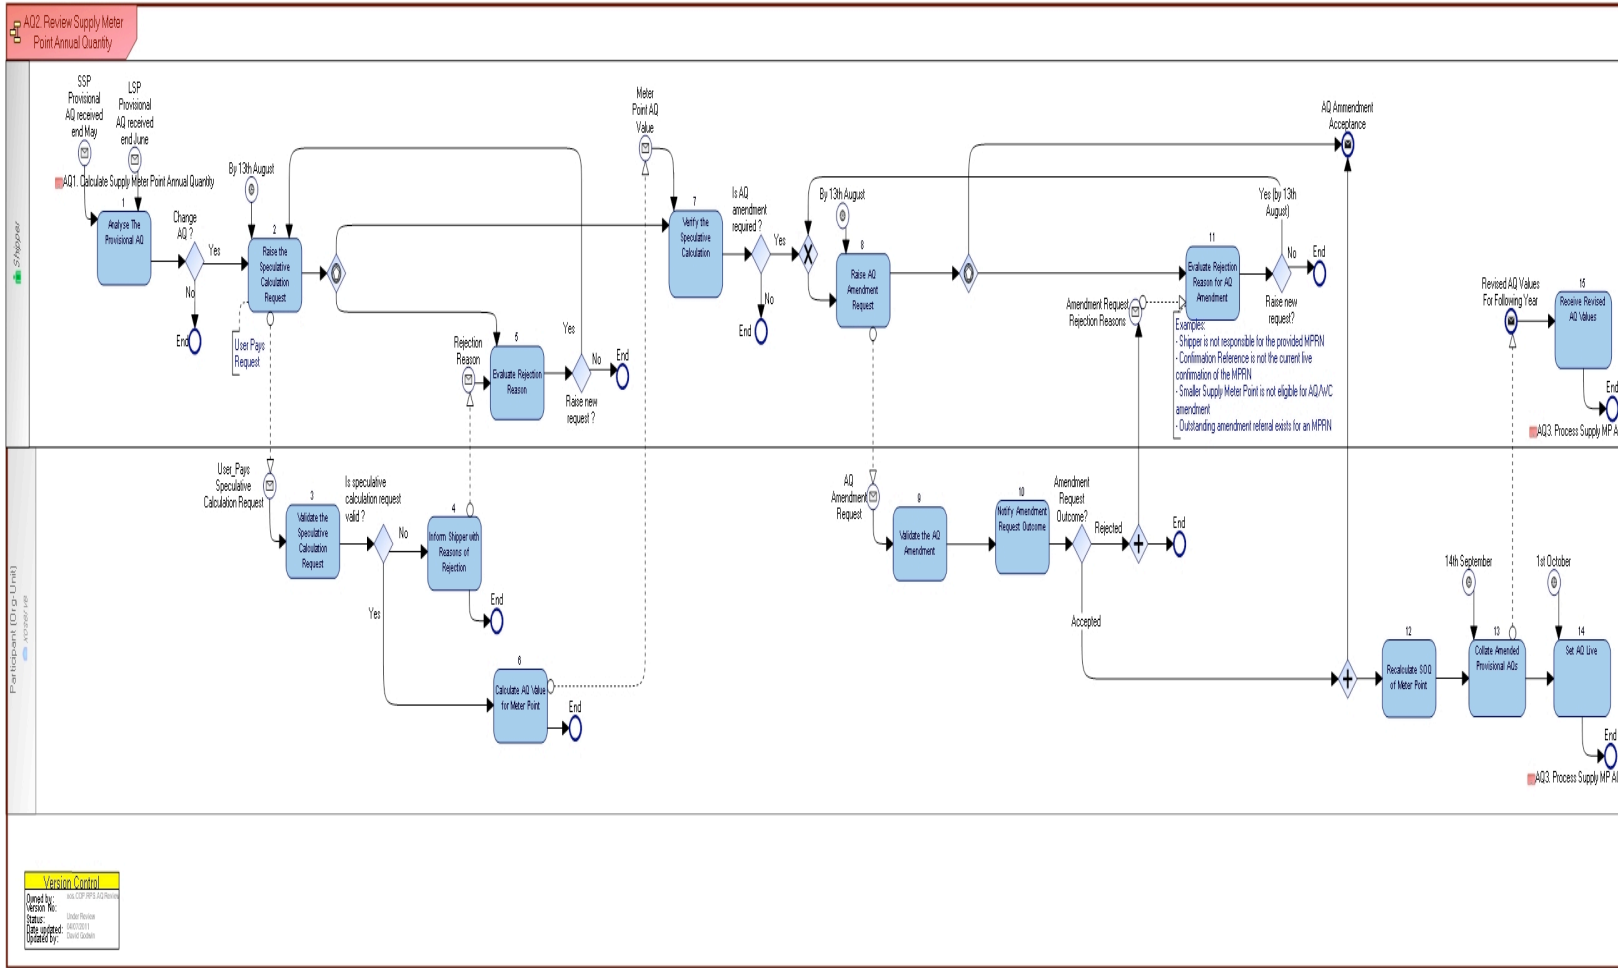 AQ2. Review Supply Meter
Point Annual Quantity
Shipper
SSP
Provisional
AQ received
end May
LSP
Provisional
AQ received
end June
AQ1. Calculate Supply Meter Point Annual Quantity
1
Analyse The
Provisional AQ
Change
AQ ?
Yes
No
End
By 13th August
2
Raise the
Speculative
Calculation
Request
User Pays
Request
Rejection
Reason
5
Evaluate Rejection
Reason
Yes
No
End
Raise new
request ?
Meter
Point AQ
Value
7
Verify the
Speculative
Calculation
Is AQ
amendment
required ?
Yes
No
End
By 13th August
8
Raise AQ
Amendment
Request
AQ Ammendment
Acceptance
Amendment Request
Rejection Reasons
11
Evaluate Rejection
Reason for AQ
Amendment
Yes (by 13th
August)
No
End
Raise new
request?
Examples:
- Shipper is not responsible for the provided MPRN
- Confirmation Reference is not the current live
confirmation of the MPRN
- Smaller Supply Meter Point is not eligible for AQ/WC
amendment
- Outstanding amendment referral exists for an MPRN
Revised AQ Values
For Following Year
15
Receive Revised
AQ Values
End
AQ3. Process Supply MP A
Participant (Org-Unit)
xoserve
User_Pays
Speculative
Calculation Request
3
Validate the
Speculative
Calculation
Request
Is speculative
calculation request
valid ?
No
Yes
4
Inform Shipper with
Reasons of
Rejection
End
6
Calculate AQ Value
for Meter Point
End
AQ
Amendment
Request
9
Validate the AQ
Amendment
10
Notify Amendment
Request Outcome
Amendment
Request
Outcome?
Rejected
End
Accepted
12
Recalculate SOQ
of Meter Point
14th September
13
Collate Amended
Provisional AQs
1st October
14
Set AQ Live
End
AQ3. Process Supply MP A
Version Control
Owned by:
Version No:
Status: Under Review
Date updated: 04/07/2011
Updated by: David Godwin